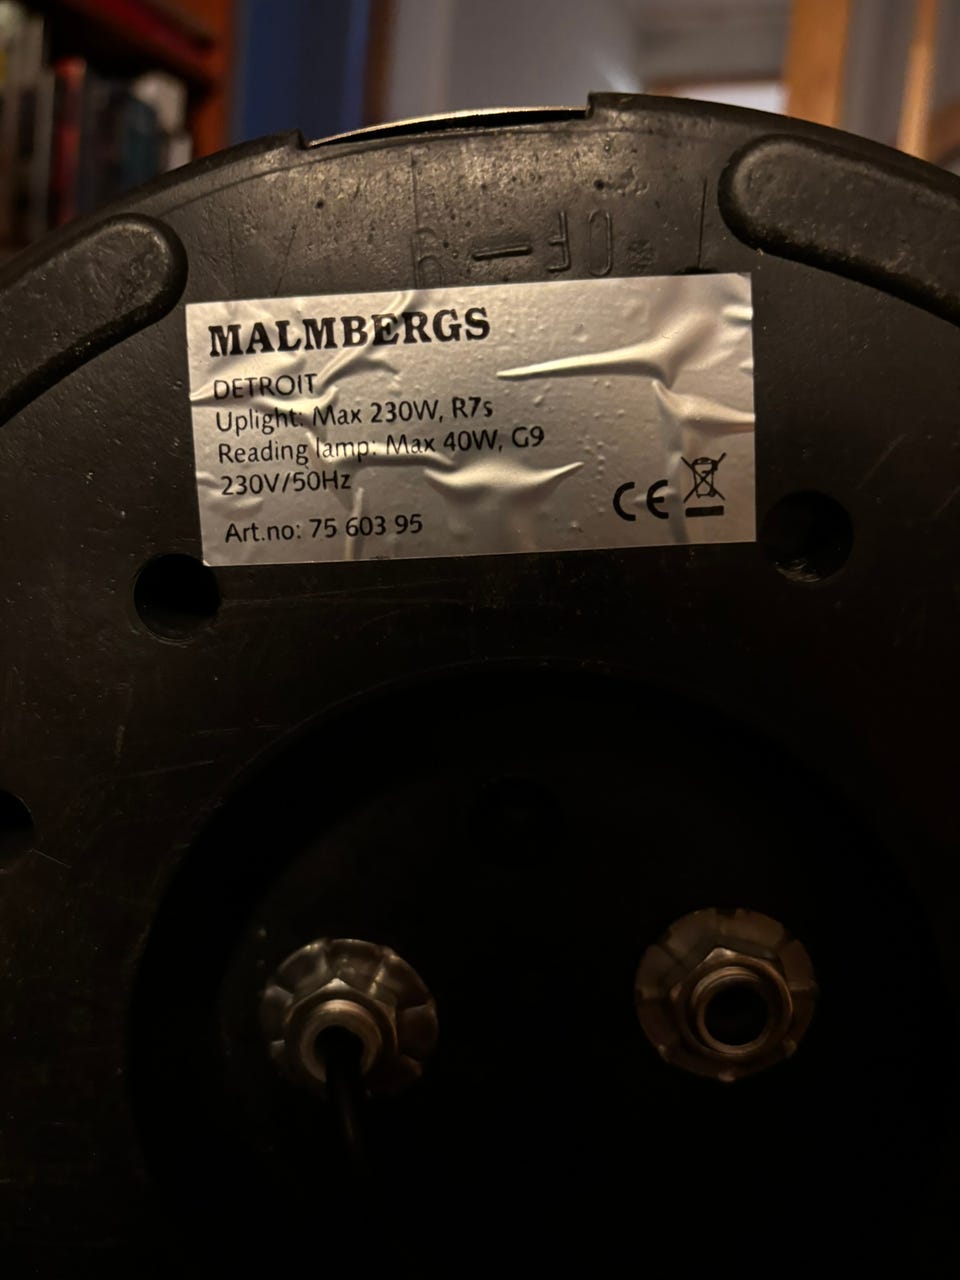 MALMBERGS
DETROIT
Uplight: Max 230W, R7s
Reading lamp: Max 40W, G9
230V/50Hz
Art.no: 75 603 95
CE